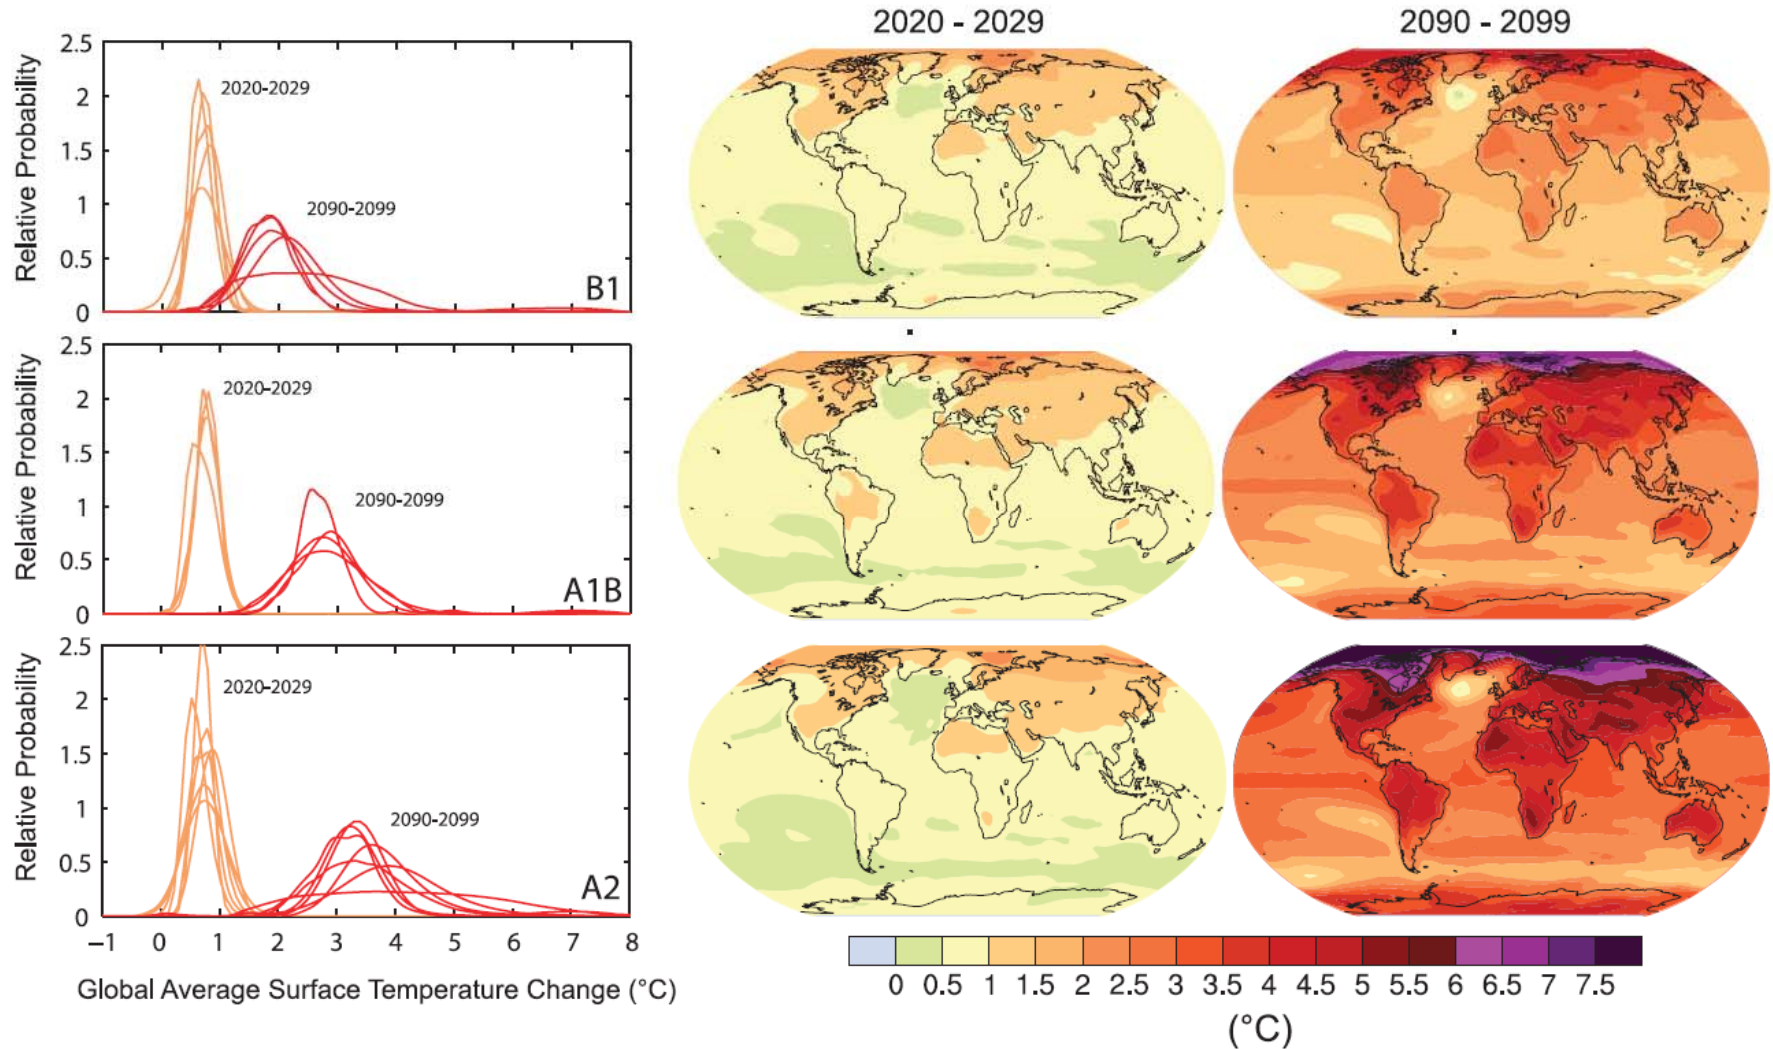 2020 - 2029
2090 - 2099
Relative Probability
2.5
2
1.5
1
0.5
0
2020-2029
2090-2099
B1
Relative Probability
2.5
2
1.5
1
0.5
0
2020-2029
2090-2099
A1B
Relative Probability
2.5
2
1.5
1
0.5
0
2020-2029
2090-2099
A2
−1 0 1 2 3 4 5 6 7 8
Global Average Surface Temperature Change (°C)
0 0.5 1 1.5 2 2.5 3 3.5 4 4.5 5 5.5 6 6.5 7 7.5
(°C)